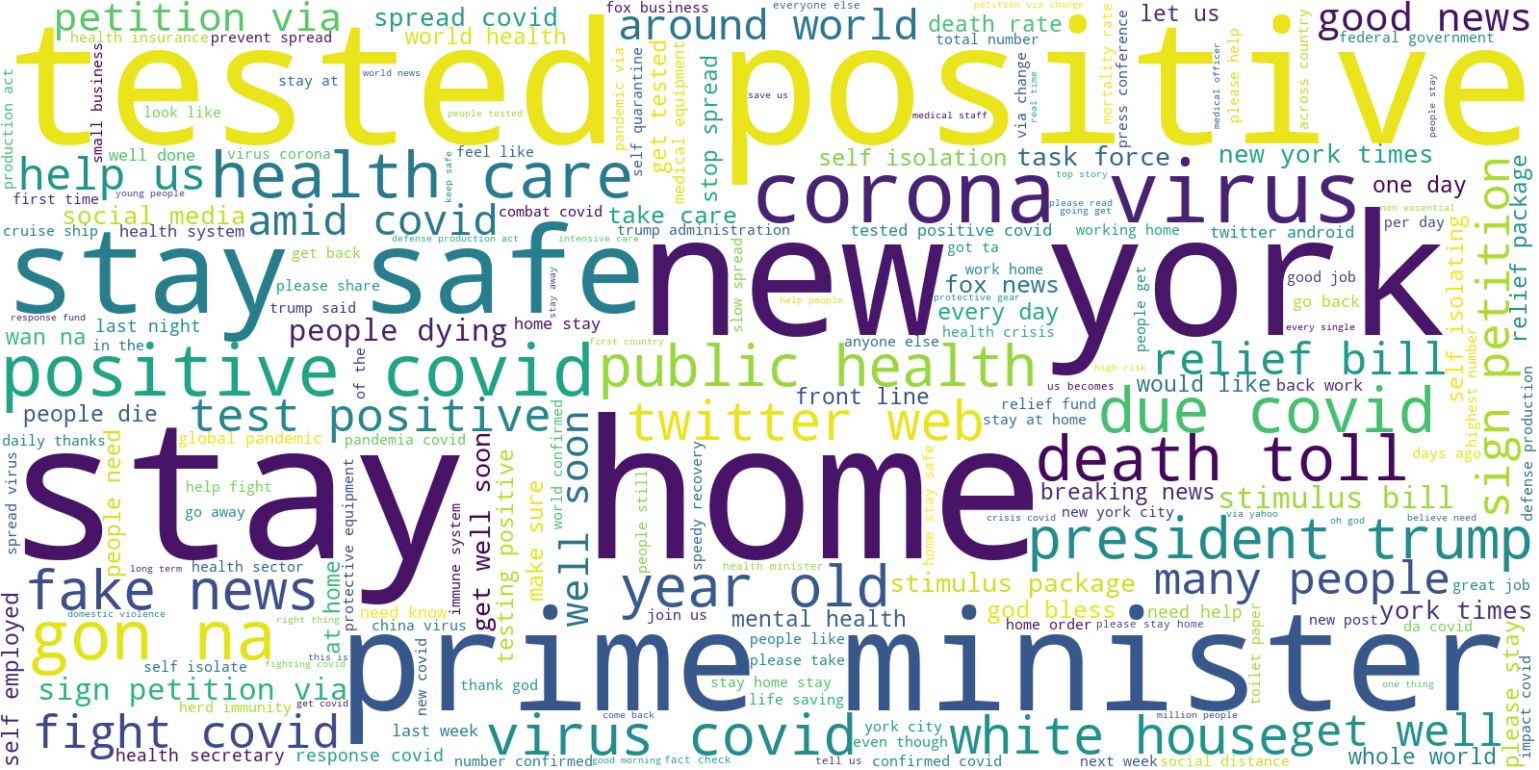 petition via
spread covid
fox business
everyone else
petition via change
let us
good news
around world
death rate
health insurance
prevent spread
world health
total number
federal government
tested positive
stay at
world news
look like
people tested
save us
medical staff
production act
small business
pandemic via
self quarantine
medical equipment
get tested
stop spread
via change
real time
mortality rate
press conference
medical officer
please help
across country
people stay
well done
virus corona
feel like
self isolation
task force
new york times
help us
health care
keep safe
corona virus
top story
one day
first time
young people
please read
going get
non essential
social media
amid covid
combat covid
take care
per day
cruise ship
health system
trump administration
tested positive covid
working home
twitter android
defense production act
intensive care
got ta
stay safe
new york
get back
please share
stay away
work home
fox news
good job
protective gear
help people
go back
trump said
slow spread
every day
people get
response fund
last night
people dying
home stay
health crisis
every single
wan na
in the
of the
first country
anyone else
self isolating
sign petition
relief package
positive covid
public health
high risk
relief bill
us becomes
would like
back work
front line
people die
test positive
twitter web
relief fund
stay at home
due covid
highest number
defense production
daily thanks
global pandemic
pandemia covid
death toll
days ago
stay home
spread virus
people need
help fight
go away
protective equipment
immune system
get well soon
testing positive
make sure
world confirmed
well soon
people still
speedy recovery
home stay safe
breaking news
stimulus bill
new york city
via yahoo
crisis covid
oh god
believe need
president trump
long term
health sector
health minister
fake news
year old
stimulus package
many people
great job
self employed
domestic violence
right thing
at home
need know
join us
mental health
god bless
need help
york times
china virus
home order
please stay home
new post
da covid
gon na
prime minister
people like
this is
self isolate
fighting covid
please take
toilet paper
please stay
impact covid
sign petition via
new covid
thank god
stay home stay
one thing
life saving
herd immunity
get covid
come back
million people
fight covid
last week
virus covid
york city
white house
get well
even though
whole world
health secretary
response covid
number confirmed
good morning
fact check
tell us
confirmed covid
next week
social distance